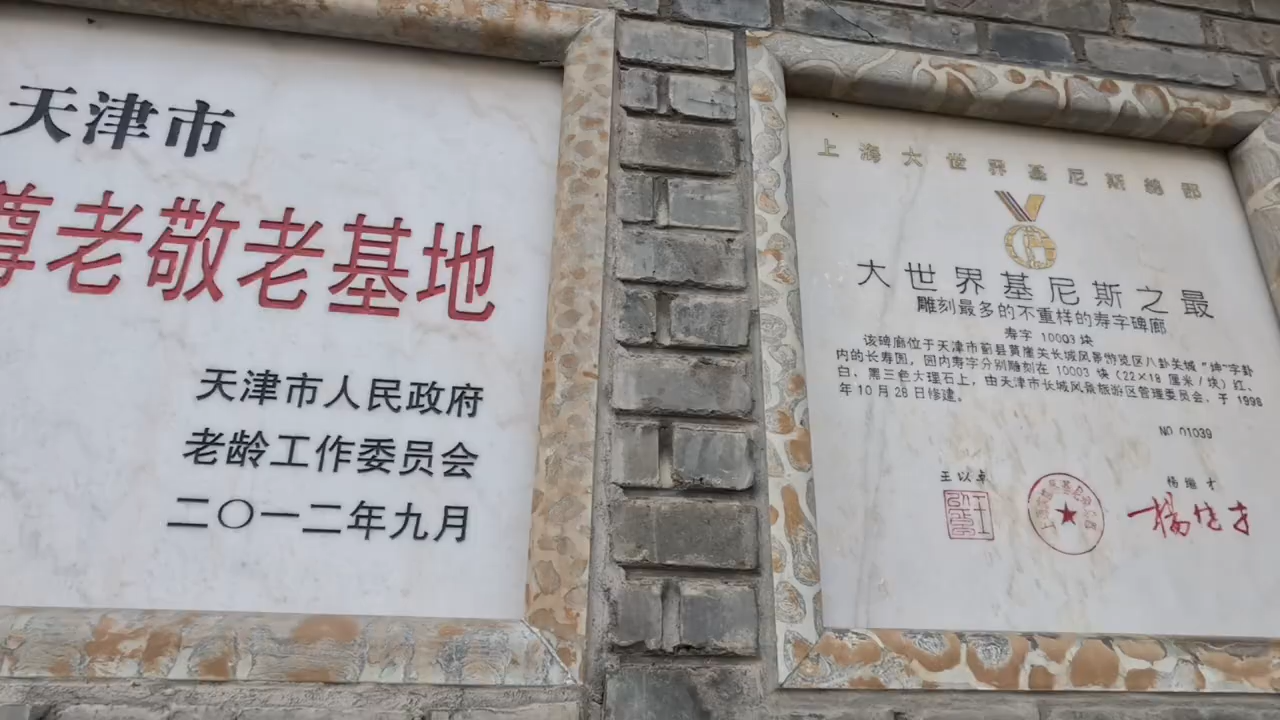 天津市
尊老敬老基地
天津市人民政府
老龄工作委员会
二〇一二年九月
上海大世界基尼斯总部
大世界基尼斯之最
雕刻最多的不重样的寿字碑廊
寿字 10003 块
该碑廊位于天津市蓟县黄崖关长城风景游览区八卦关城“坤”字卦
内的长寿园，园内寿字分别雕刻在 10003 块（22×18 厘米/块）红、
白、黑三色大理石上，由天津市长城风景旅游区管理委员会、于 1998
年 10 月 28 日修建。
NO 01039
王以卓